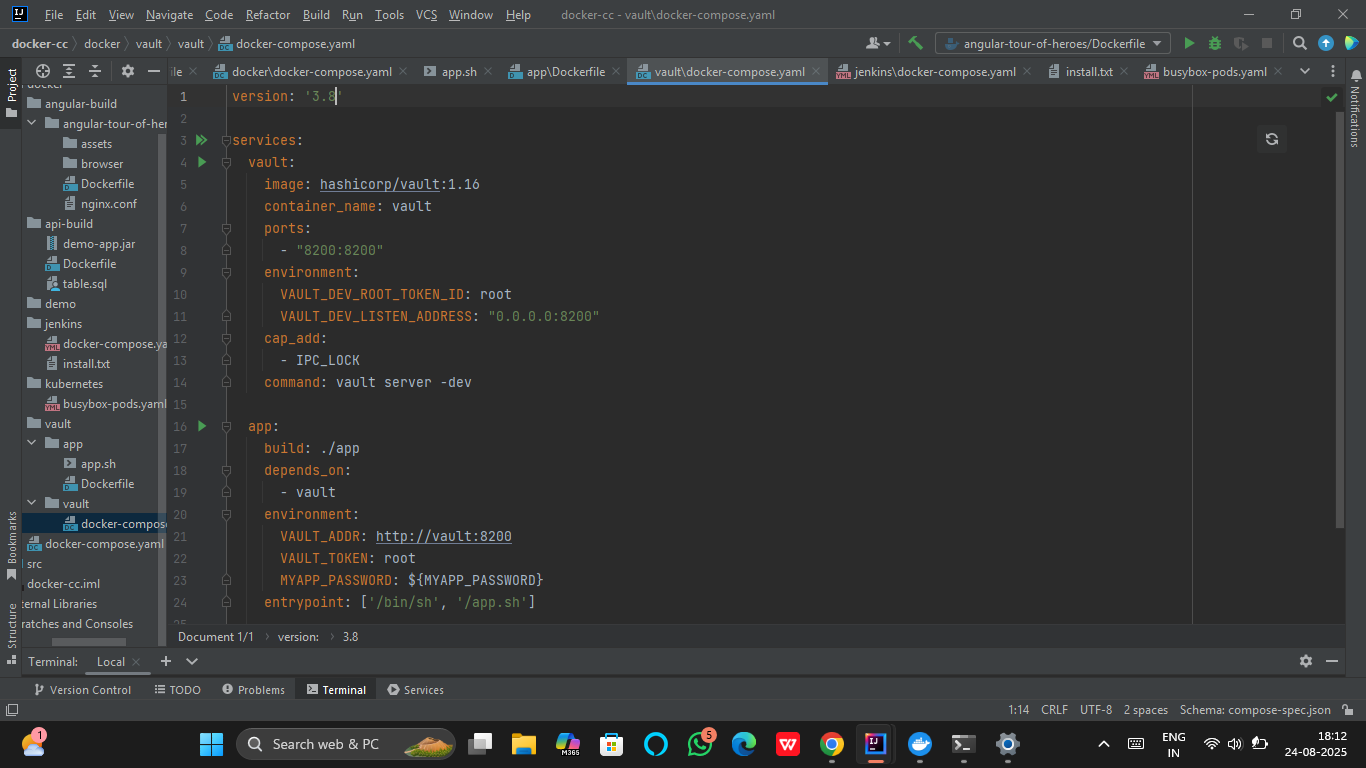 File Edit View Navigate Code Refactor Build Run Tools VCS Window Help docker-cc - vault\docker-compose.yaml
docker-cc docker vault vault docker-compose.yaml angular-tour-of-heroes/Dockerfile
Project ile docker\docker-compose.yaml app.sh app\Dockerfile vault\docker-compose.yaml jenkins\docker-compose.yaml install.txt busybox-pods.yaml
Notifications
docker
angular-build
angular-tour-of-her
assets
browser
Dockerfile
nginx.conf
api-build
demo-app.jar
Dockerfile
table.sql
demo
jenkins
docker-compose.ya
install.txt
kubernetes
busybox-pods.yaml
vault
app
app.sh
Dockerfile
vault
docker-compose
docker-compose.yaml
src
docker-cc.iml
ternal Libraries
ratches and Consoles
Bookmarks
Structure
1 version: '3.8'
2
3 services:
4 vault:
5 image: hashicorp/vault:1.16
6 container_name: vault
7 ports:
8 - "8200:8200"
9 environment:
10 VAULT_DEV_ROOT_TOKEN_ID: root
11 VAULT_DEV_LISTEN_ADDRESS: "0.0.0.0:8200"
12 cap_add:
13 - IPC_LOCK
14 command: vault server -dev
15
16 app:
17 build: ./app
18 depends_on:
19 - vault
20 environment:
21 VAULT_ADDR: http://vault:8200
22 VAULT_TOKEN: root
23 MYAPP_PASSWORD: ${MYAPP_PASSWORD}
24 entrypoint: ['/bin/sh', '/app.sh']
25
Document 1/1 version: 3.8
Terminal: Local
Version Control TODO Problems Terminal Services
1:14 CRLF UTF-8 2 spaces Schema: compose-spec.json
1 Search web & PC M365 5 W ENG 18:12
IN 24-08-2025